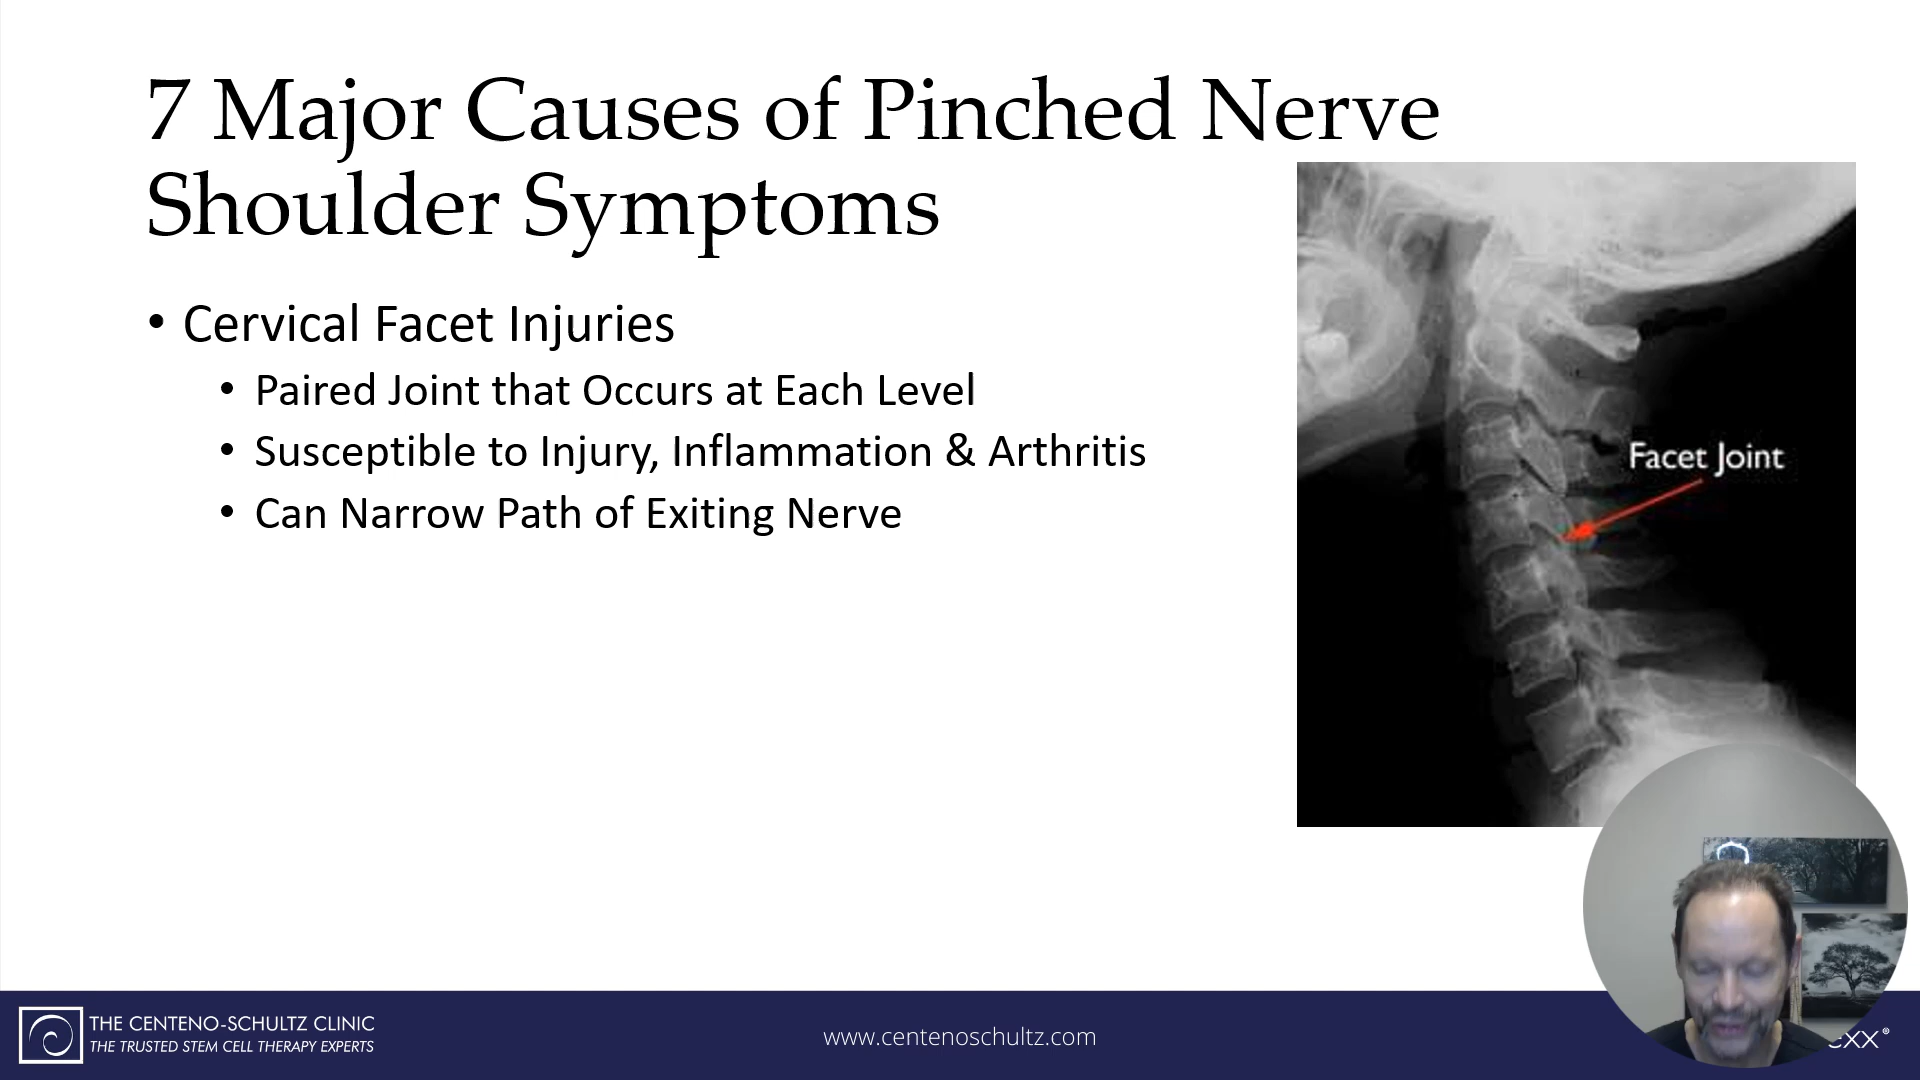 7 Major Causes of Pinched Nerve
Shoulder Symptoms
• Cervical Facet Injuries
• Paired Joint that Occurs at Each Level
• Susceptible to Injury, Inflammation & Arthritis
• Can Narrow Path of Exiting Nerve
Facet Joint
THE CENTENO-SCHULTZ CLINIC
THE TRUSTED STEM CELL THERAPY EXPERTS
www.centenoschultz.com